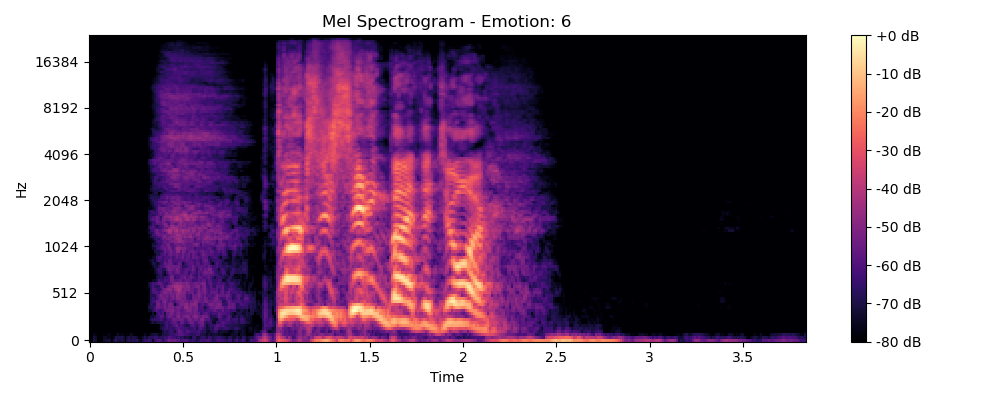 Mel Spectrogram - Emotion: 6
Hz
16384
8192
4096
2048
1024
512
0
0 0.5 1 1.5 2 2.5 3 3.5
Time
+0 dB
-10 dB
-20 dB
-30 dB
-40 dB
-50 dB
-60 dB
-70 dB
-80 dB